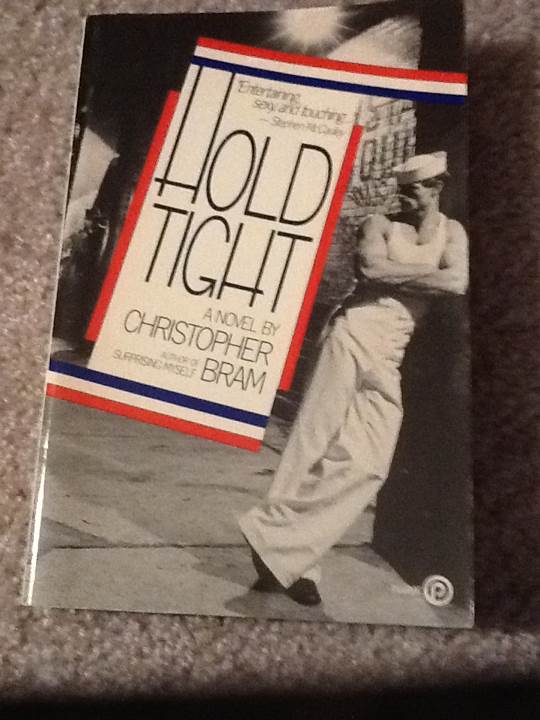 "Entertaining,
sexy, and touching."
— Stephen McCauley
HOLD
TIGHT
A NOVEL BY
CHRISTOPHER
AUTHOR OF
SURPRISING MYSELF
BRAM
P